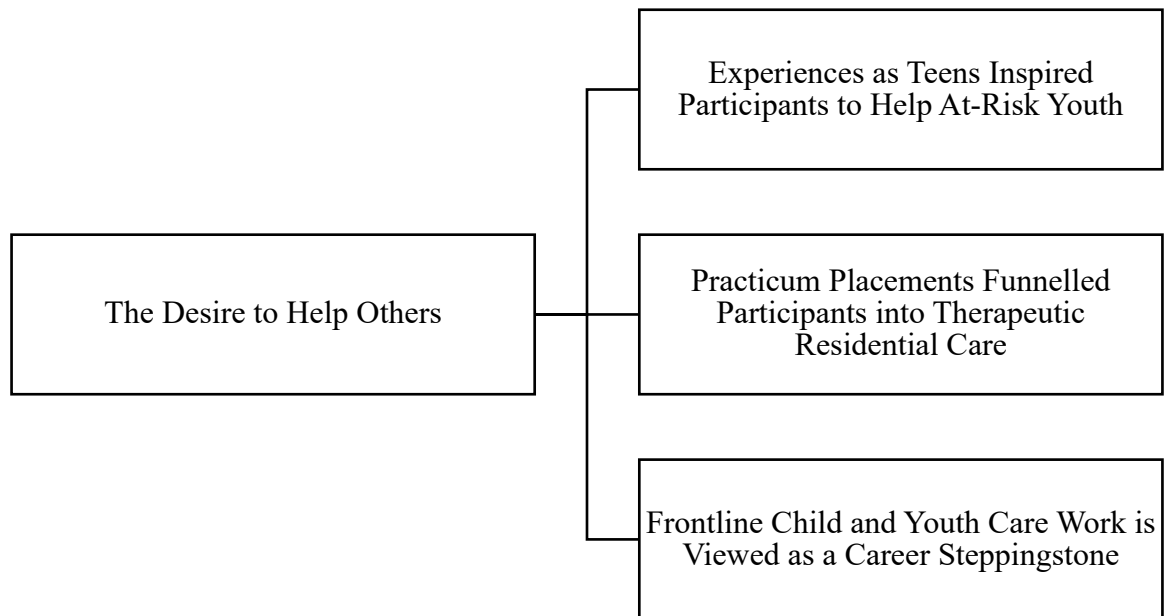 Experiences as Teens Inspired
Participants to Help At-Risk Youth
The Desire to Help Others
Practicum Placements Funnelled
Participants into Therapeutic
Residential Care
Frontline Child and Youth Care Work is
Viewed as a Career Steppingstone